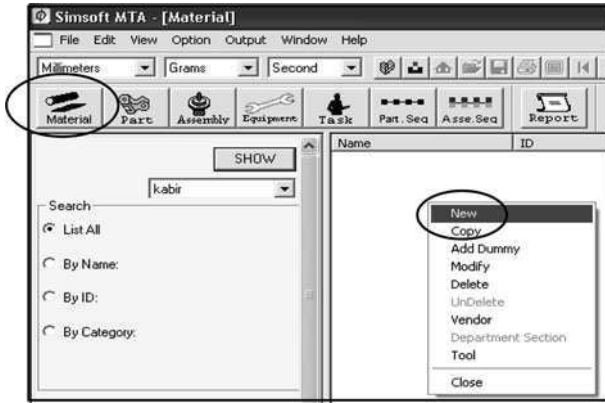 Simsoft MTA - [Material]
File Edit View Option Output Window Help
Millimeters Grams Second
Material Part Assembly Equipment Task Part.Seq Asse.Seq Report
SHOW
Name ID
kabir
Search
List All
By Name:
By ID:
By Category:
New
Copy
Add Dummy
Modify
Delete
UnDelete
Vendor
Department Section
Tool
Close